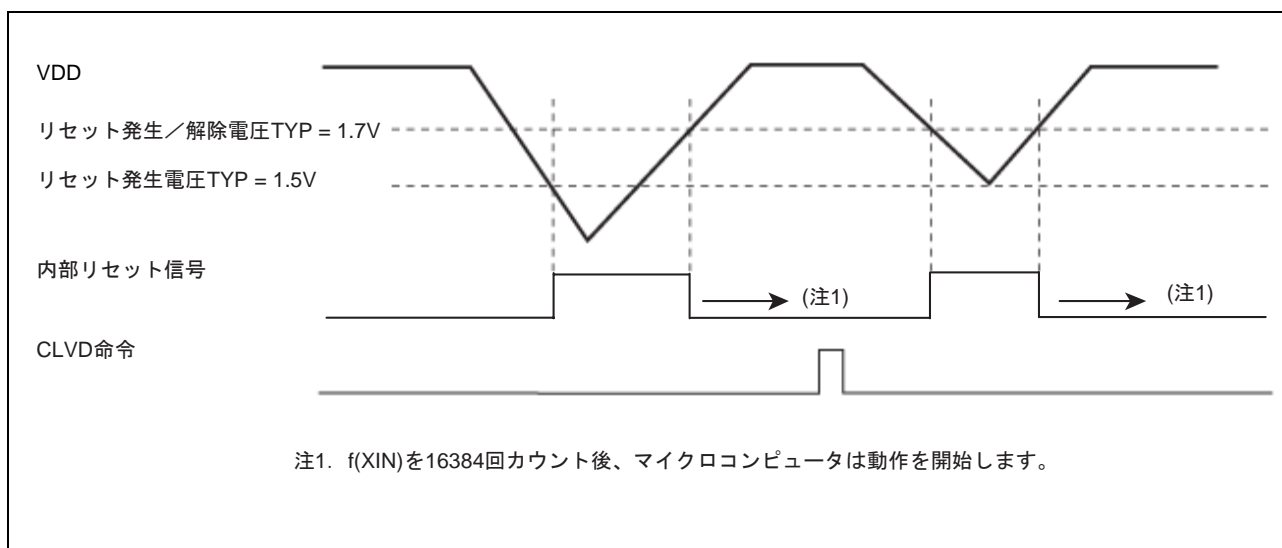 VDD
リセット発生／解除電圧TYP = 1.7V
リセット発生電圧TYP = 1.5V
内部リセット信号
(注1)
(注1)
CLVD命令
注1. f(XIN)を16384回カウント後、マイクロコンピュータは動作を開始します。